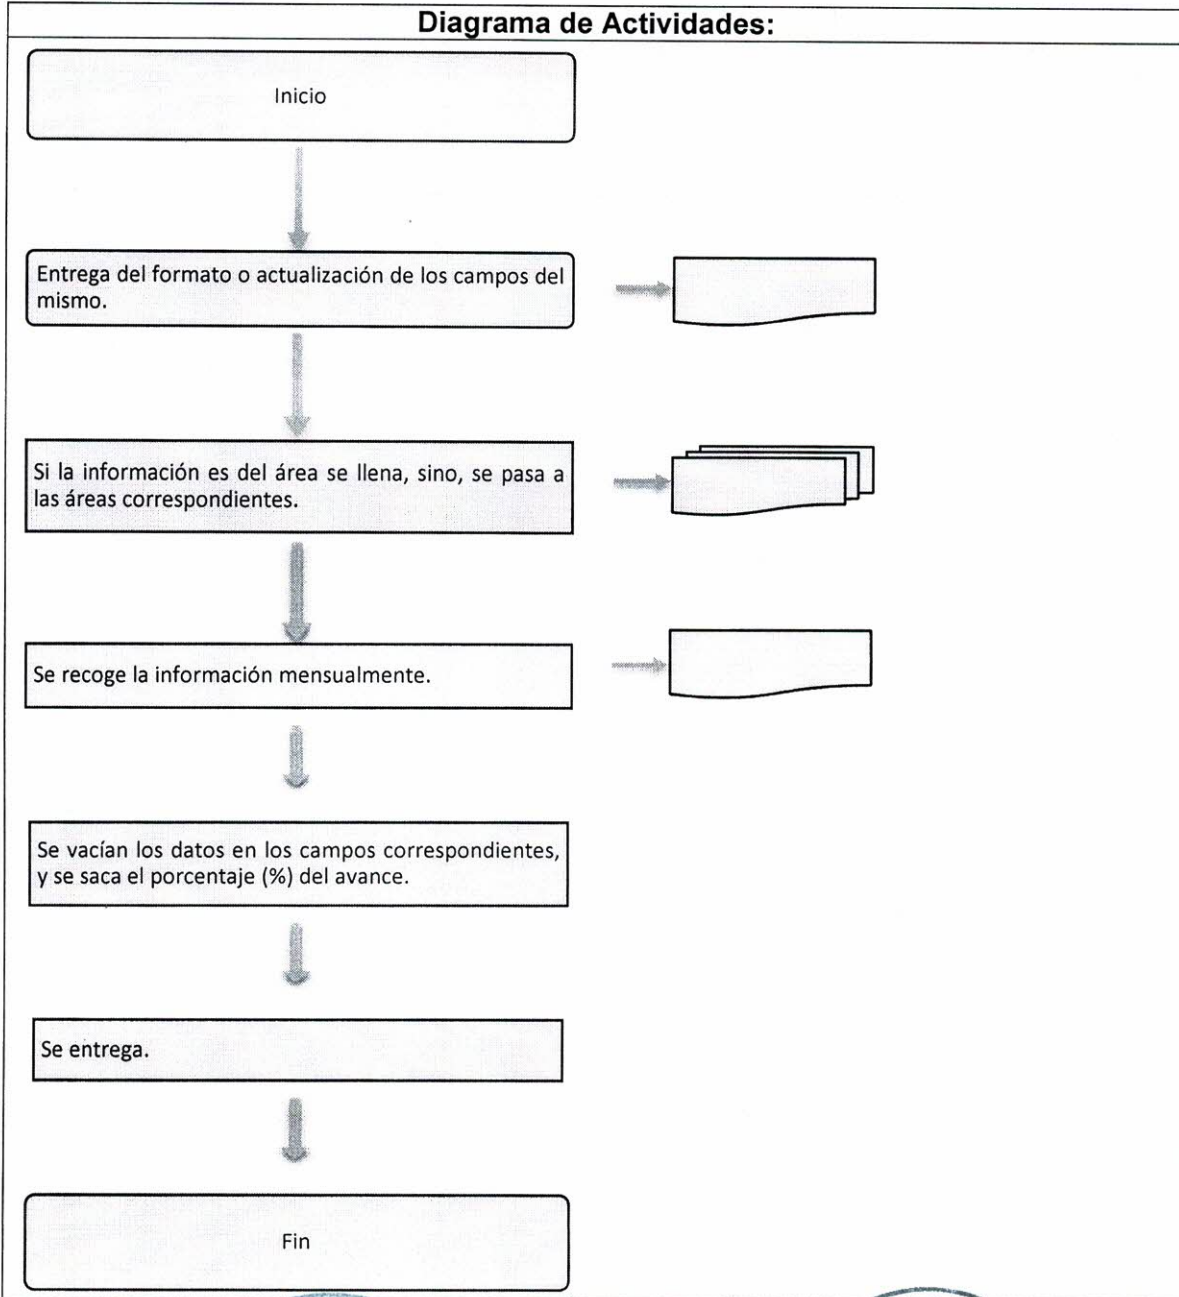 Diagrama de Actividades:
Inicio
Entrega del formato o actualización de los campos del
mismo.
Si la información es del área se llena, sino, se pasa a
las áreas correspondientes.
Se recoge la información mensualmente.
Se vacían los datos en los campos correspondientes,
y se saca el porcentaje (%) del avance.
Se entrega.
Fin